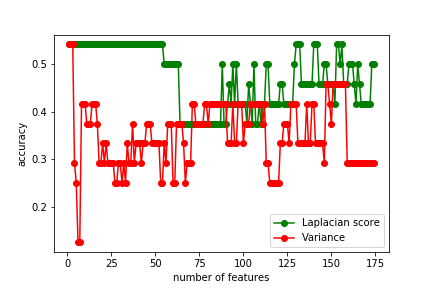 0.5
0.4
0.3
0.2
accuracy
0 25 50 75 100 125 150 175
number of features
Laplacian score
Variance